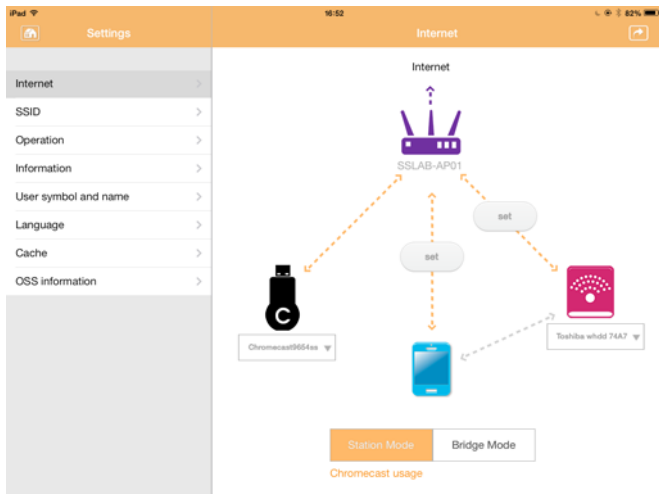 iPad 16:52 82%
Settings Internet
Internet
SSID
Operation
Information
User symbol and name
Language
Cache
OSS information
Internet
SSLAB-AP01
set
set
C
Chromecast9654ss
Toshiba whdd 74A7
Station Mode Bridge Mode
Chromecast usage